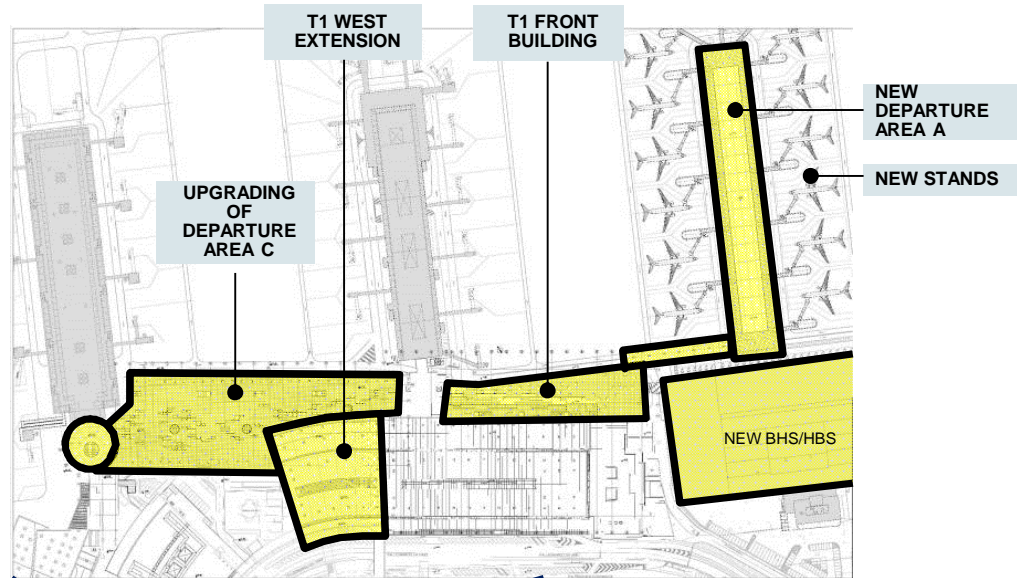 T1 WEST
EXTENSION
T1 FRONT
BUILDING
NEW
DEPARTURE
AREA A
NEW STANDS
UPGRADING
OF
DEPARTURE
AREA C
NEW BHS/HBS